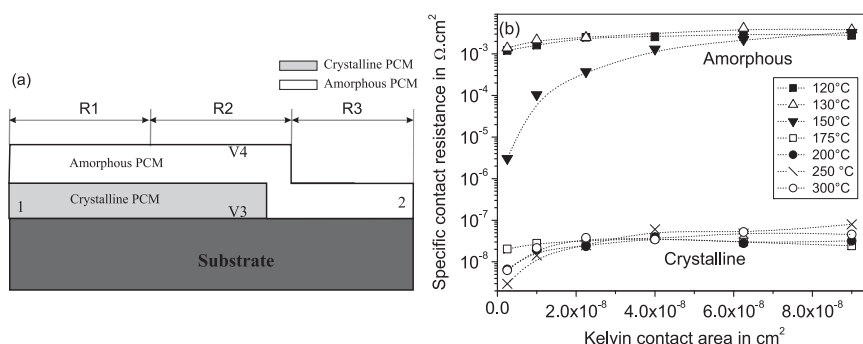 (a)
Crystalline PCM
Amorphous PCM
R1 R2 R3
Amorphous PCM V4
Crystalline PCM
1 V3 2
Substrate
(b)
Specific contact resistance in Ω.cm²
10⁻³
10⁻⁴
10⁻⁵
10⁻⁶
10⁻⁷
10⁻⁸
Amorphous
120°C
130°C
150°C
175°C
200°C
250 °C
300°C
Crystalline
0.0 2.0x10⁻⁸ 4.0x10⁻⁸ 6.0x10⁻⁸ 8.0x10⁻⁸
Kelvin contact area in cm²